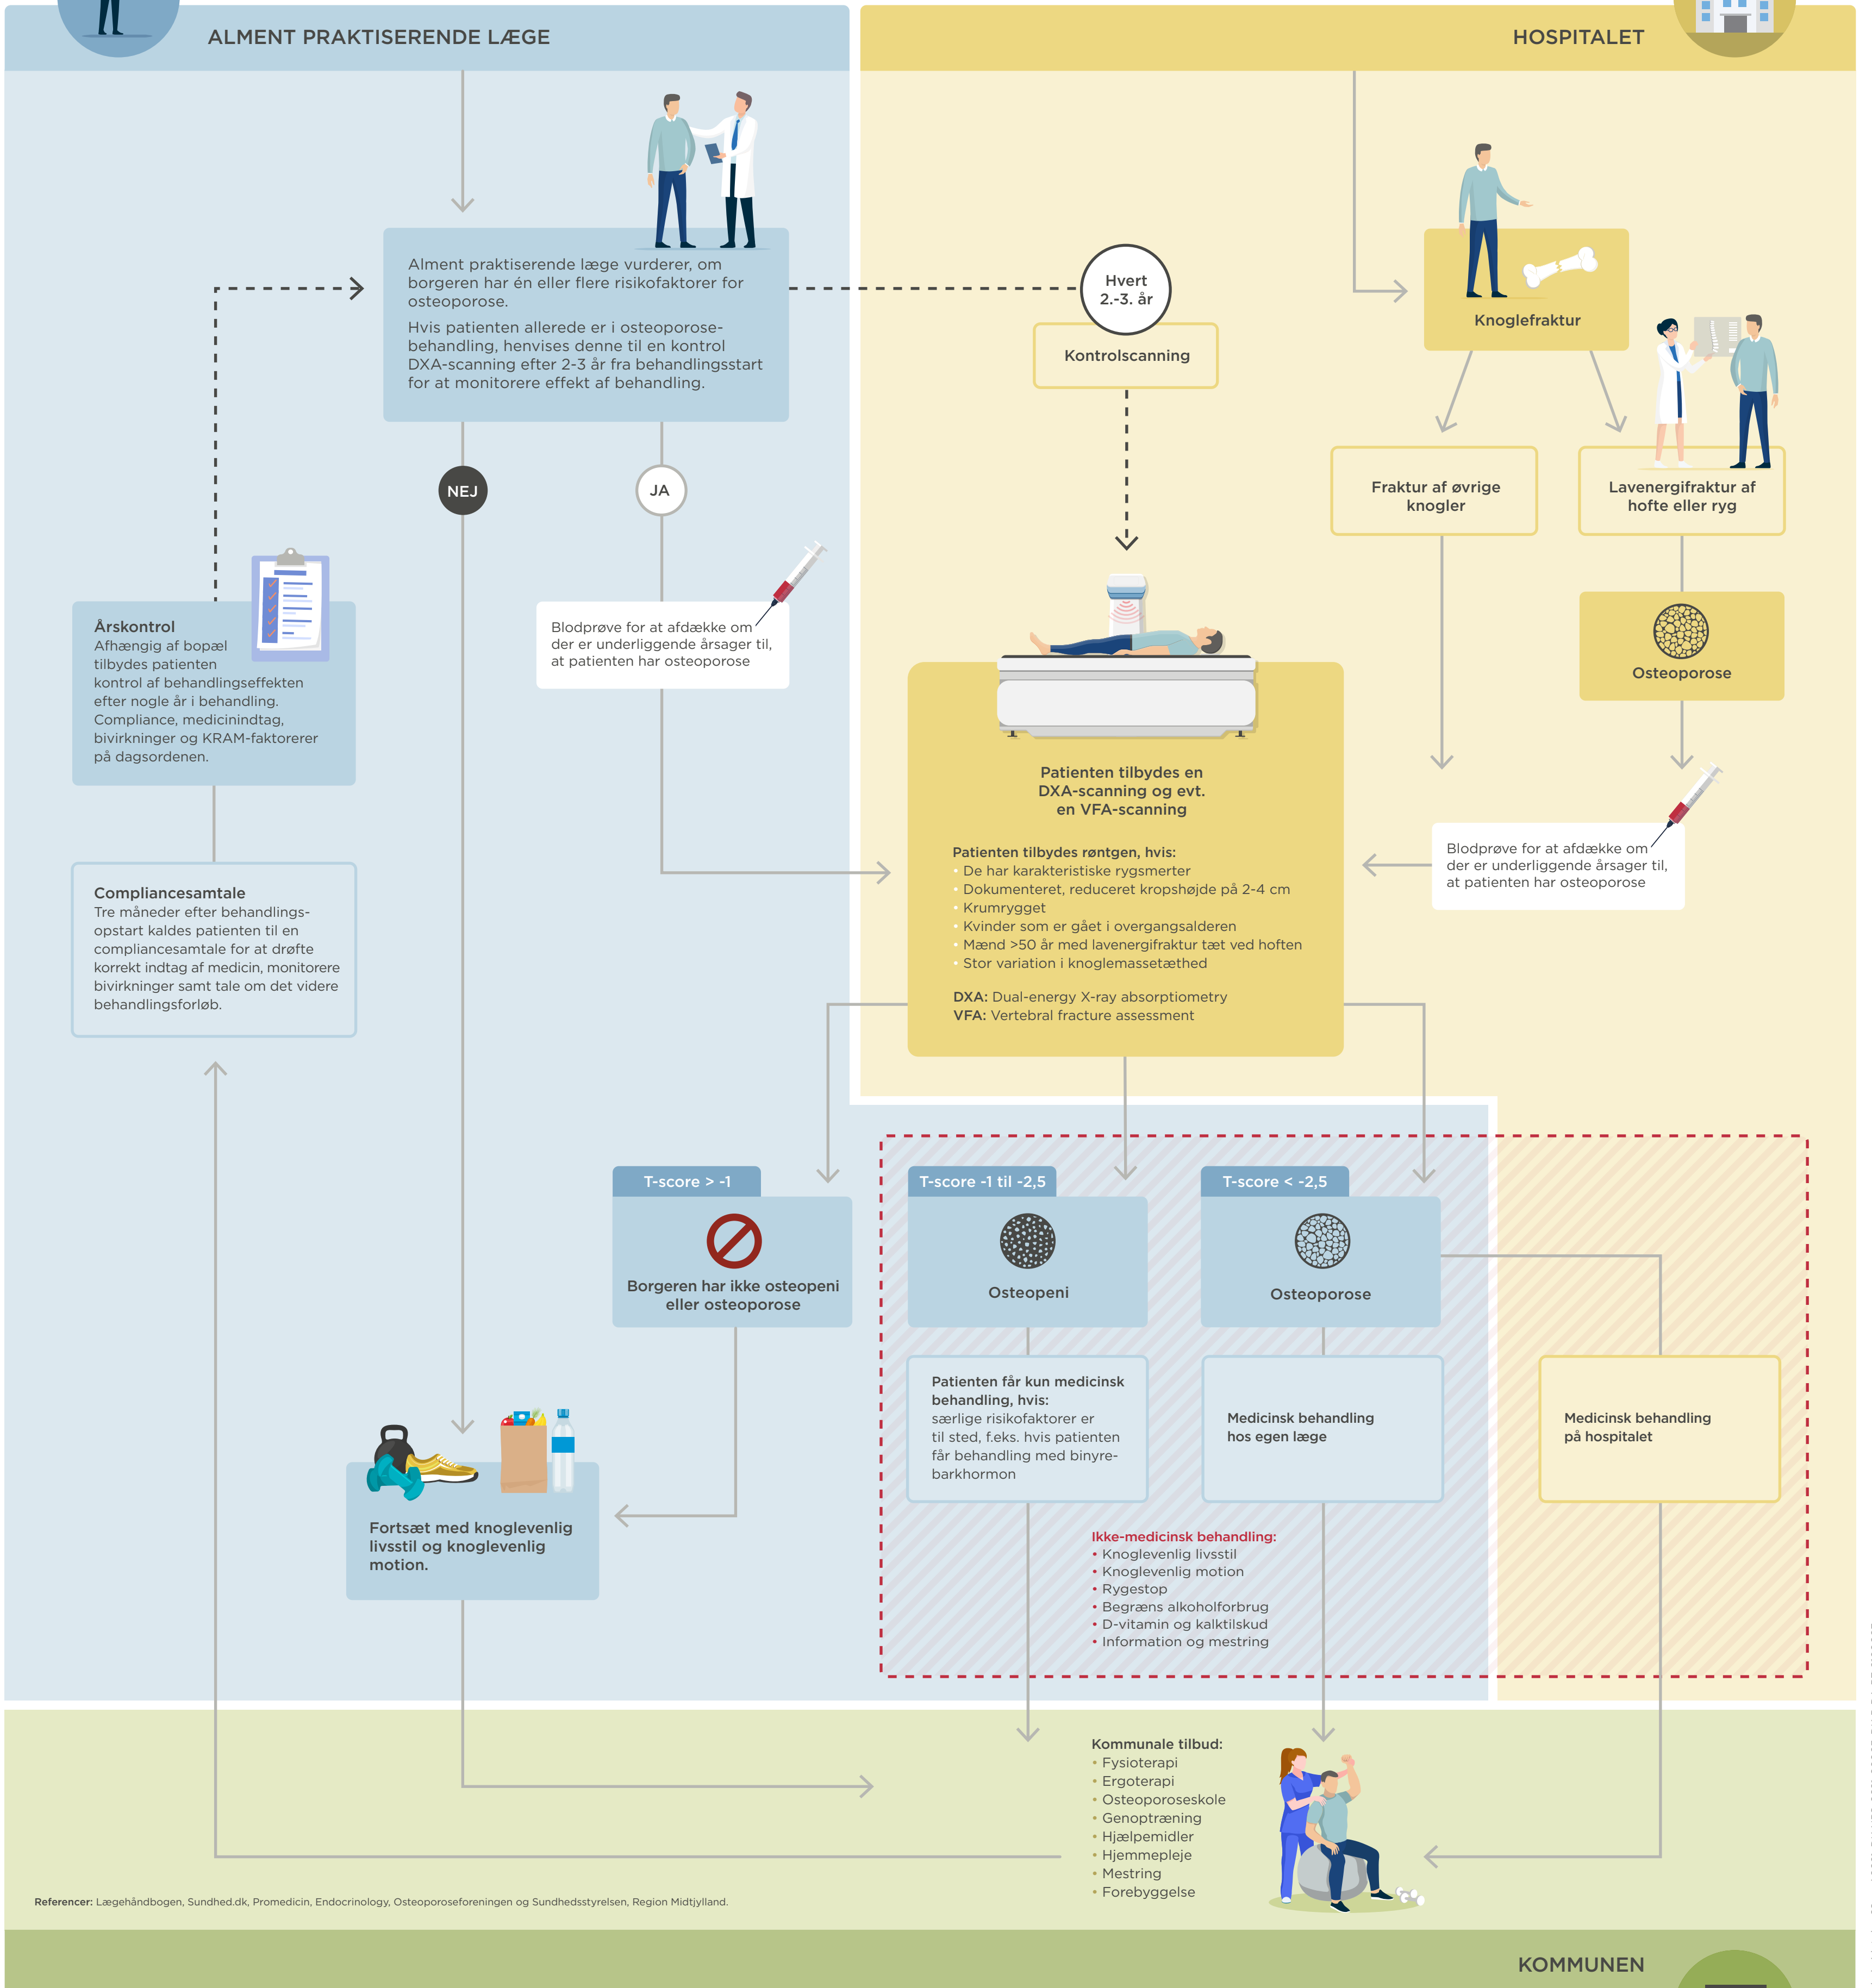 ALMENT PRAKTISERENDE LÆGE
HOSPITALET
Alment praktiserende læge vurderer, om
borgeren har én eller flere risikofaktorer for
osteoporose.
Hvis patienten allerede er i osteoporose-
behandling, henvises denne til en kontrol
DXA-scanning efter 2-3 år fra behandlingsstart
for at monitorere effekt af behandling.
Hvert
2.-3. år
Kontrolscanning
Knoglefraktur
NEJ
JA
Fraktur af øvrige
knogler
Lavenergifraktur af
hofte eller ryg
Osteoporose
Årskontrol
Afhængig af bopæl
tilbydes patienten
kontrol af behandlingseffekten
efter nogle år i behandling.
Compliance, medicinindtag,
bivirkninger og KRAM-faktorerer
på dagsordenen.
Blodprøve for at afdække om
der er underliggende årsager til,
at patienten har osteoporose
Patienten tilbydes en
DXA-scanning og evt.
en VFA-scanning
Patienten tilbydes røntgen, hvis:
• De har karakteristiske rygsmerter
• Dokumenteret, reduceret kropshøjde på 2-4 cm
• Krumrygget
• Kvinder som er gået i overgangsalderen
• Mænd >50 år med lavenergifraktur tæt ved hoften
• Stor variation i knoglemassetæthed
DXA: Dual-energy X-ray absorptiometry
VFA: Vertebral fracture assessment
Blodprøve for at afdække om
der er underliggende årsager til,
at patienten har osteoporose
Compliancesamtale
Tre måneder efter behandlings-
opstart kaldes patienten til en
compliancesamtale for at drøfte
korrekt indtag af medicin, monitorere
bivirkninger samt tale om det videre
behandlingsforløb.
T-score > -1
Borgeren har ikke osteopeni
eller osteoporose
T-score -1 til -2,5
Osteopeni
T-score < -2,5
Osteoporose
Patienten får kun medicinsk
behandling, hvis:
særlige risikofaktorer er
til sted, f.eks. hvis patienten
får behandling med binyre-
barkhormon
Medicinsk behandling
hos egen læge
Medicinsk behandling
på hospitalet
Fortsæt med knoglevenlig
livsstil og knoglevenlig
motion.
Ikke-medicinsk behandling:
• Knoglevenlig livsstil
• Knoglevenlig motion
• Rygestop
• Begræns alkoholforbrug
• D-vitamin og kalktilskud
• Information og mestring
Kommunale tilbud:
• Fysioterapi
• Ergoterapi
• Osteoporoseskole
• Genoptræning
• Hjælpemidler
• Hjemmepleje
• Mestring
• Forebyggelse
Referencer: Lægehåndbogen, Sundhed.dk, Promedicin, Endocrinology, Osteoporoseforeningen og Sundhedsstyrelsen, Region Midtjylland.
KOMMUNEN